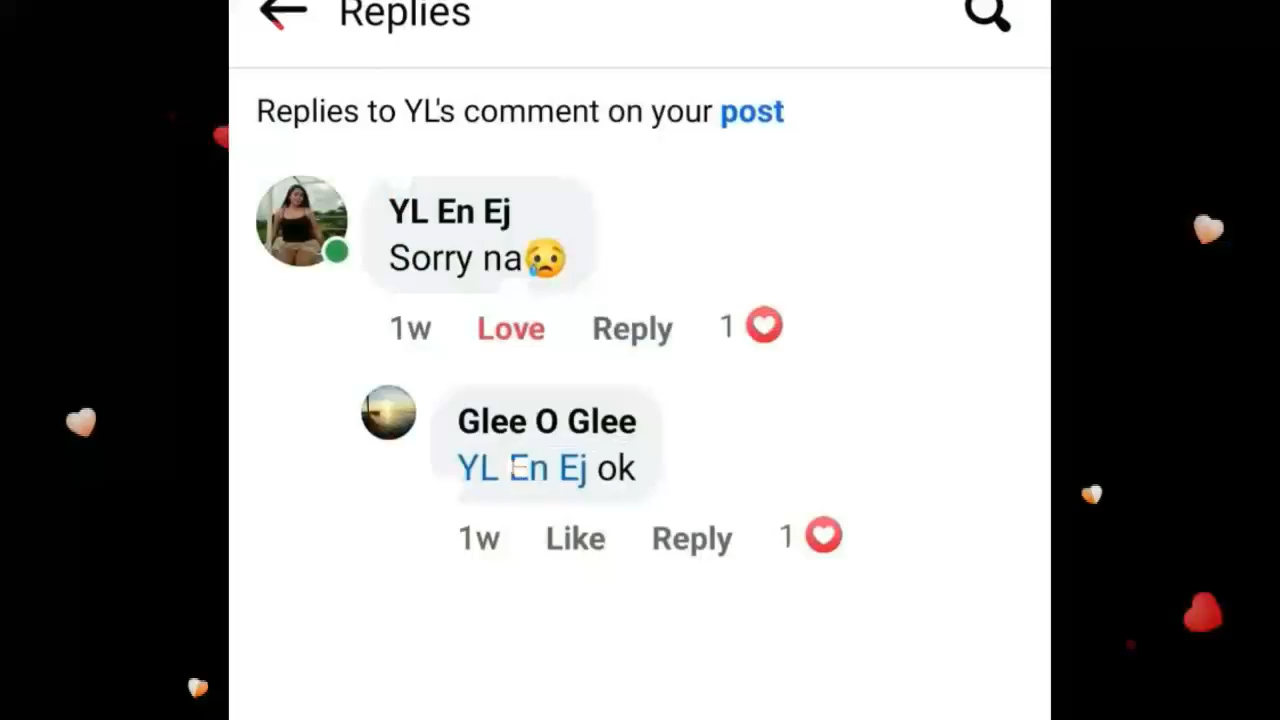 Replies
Replies to YL's comment on your post
YL En Ej
Sorry na😢
1w Love Reply 1
Glee O Glee
YL En Ej ok
1w Like Reply 1